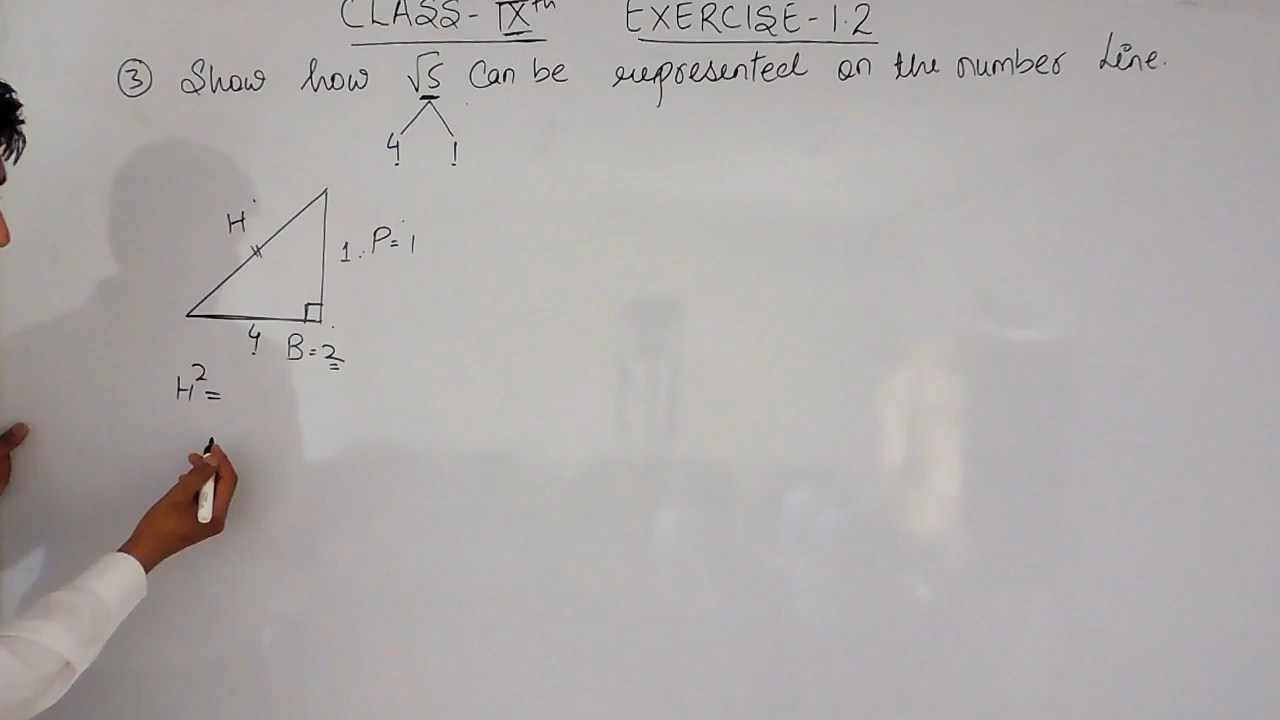 CLASS - IXth EXERCISE - 1.2
③ Show how √5 can be represented on the number line.
4 1
H
1 P = 1
4 B = 2
H² =